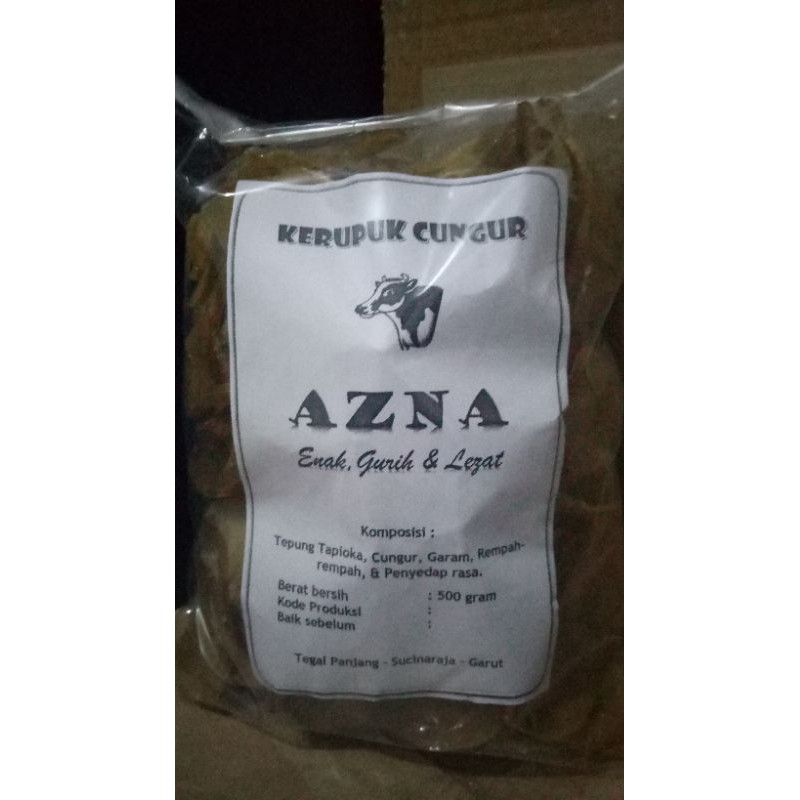 KERUPUK CUNGUR
AZNA
Enak, Gurih & Lezat
Komposisi :
Tepung Tapioka, Cungur, Garam, Rempah-
rempah, & Penyedap rasa.
Berat bersih : 500 gram
Kode Produksi :
Baik sebelum :
Tegal Panjang - Sucinaraja - Garut